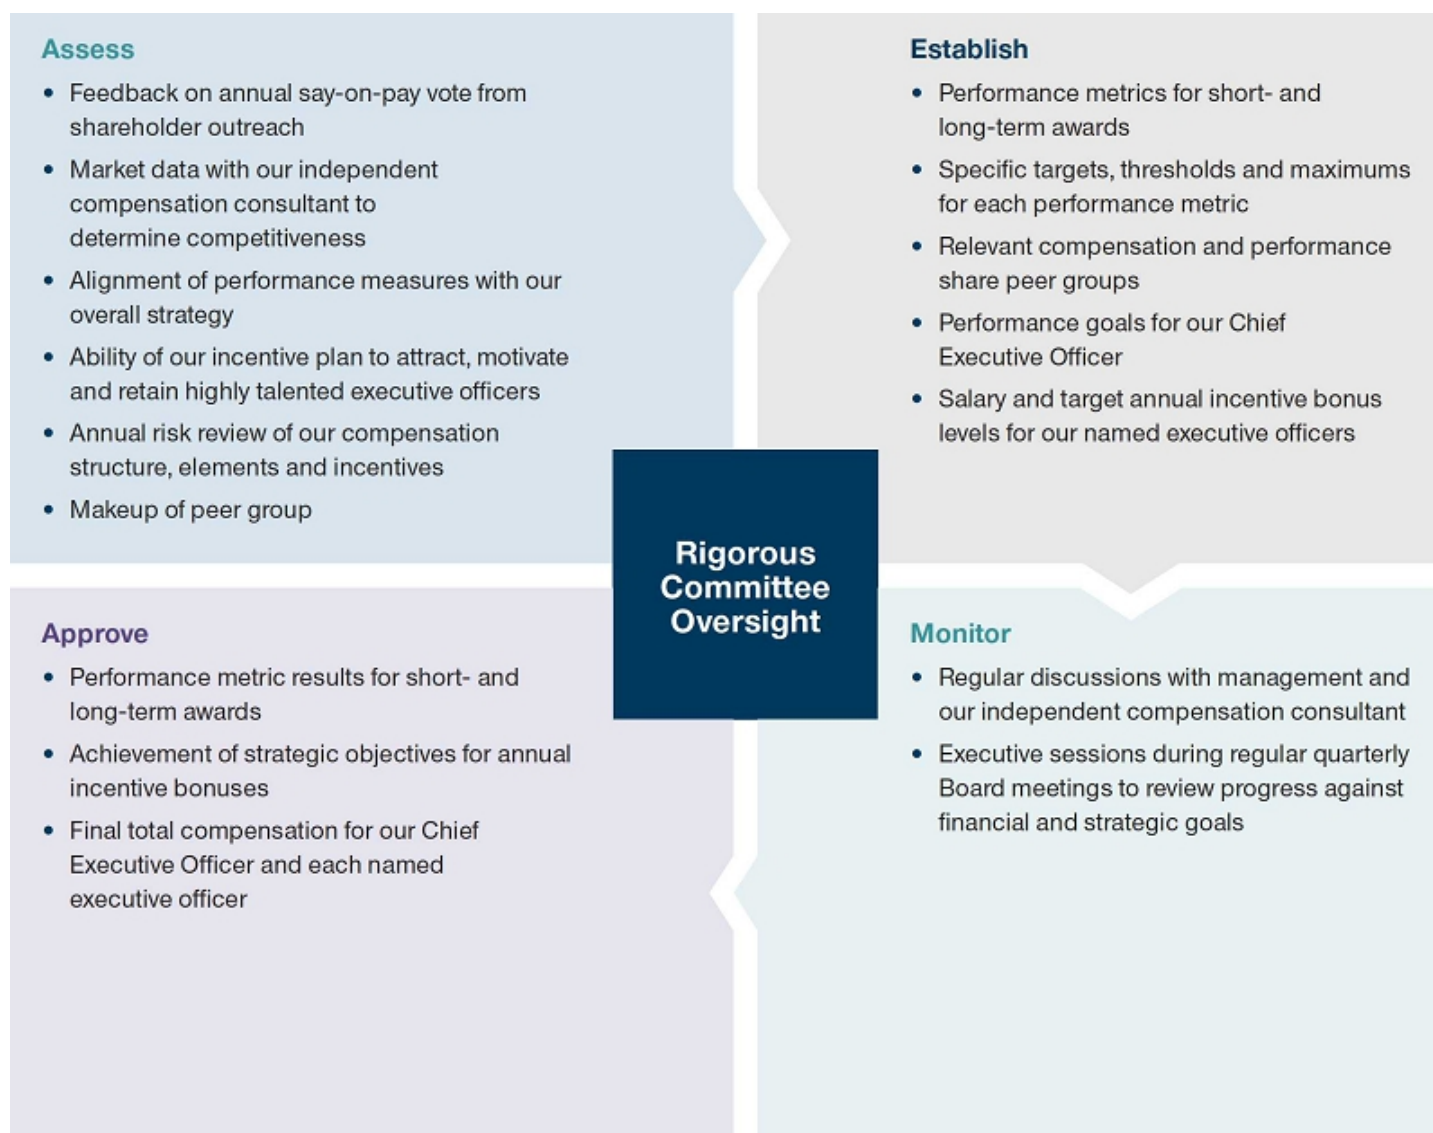 Assess
• Feedback on annual say-on-pay vote from
shareholder outreach
• Market data with our independent
compensation consultant to
determine competitiveness
• Alignment of performance measures with our
overall strategy
• Ability of our incentive plan to attract, motivate
and retain highly talented executive officers
• Annual risk review of our compensation
structure, elements and incentives
• Makeup of peer group
Establish
• Performance metrics for short- and
long-term awards
• Specific targets, thresholds and maximums
for each performance metric
• Relevant compensation and performance
share peer groups
• Performance goals for our Chief
Executive Officer
• Salary and target annual incentive bonus
levels for our named executive officers
Rigorous
Committee
Oversight
Approve
• Performance metric results for short- and
long-term awards
• Achievement of strategic objectives for annual
incentive bonuses
• Final total compensation for our Chief
Executive Officer and each named
executive officer
Monitor
• Regular discussions with management and
our independent compensation consultant
• Executive sessions during regular quarterly
Board meetings to review progress against
financial and strategic goals